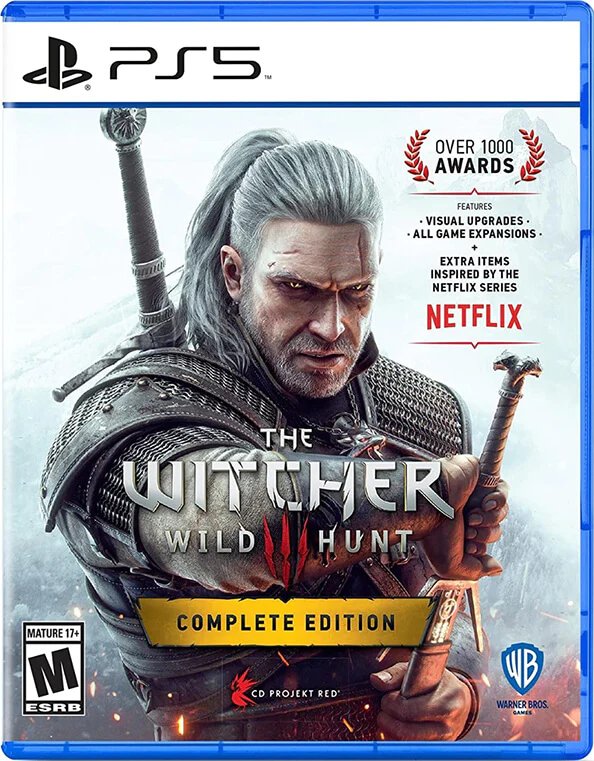 PS5
OVER 1000
AWARDS
FEATURES
· VISUAL UPGRADES ·
· ALL GAME EXPANSIONS ·
+
EXTRA ITEMS
INSPIRED BY THE
NETFLIX SERIES
NETFLIX
THE
WITCHER
WILD III HUNT
COMPLETE EDITION
MATURE 17+
M
ESRB
CD PROJEKT RED®
WB
WARNER BROS.
GAMES